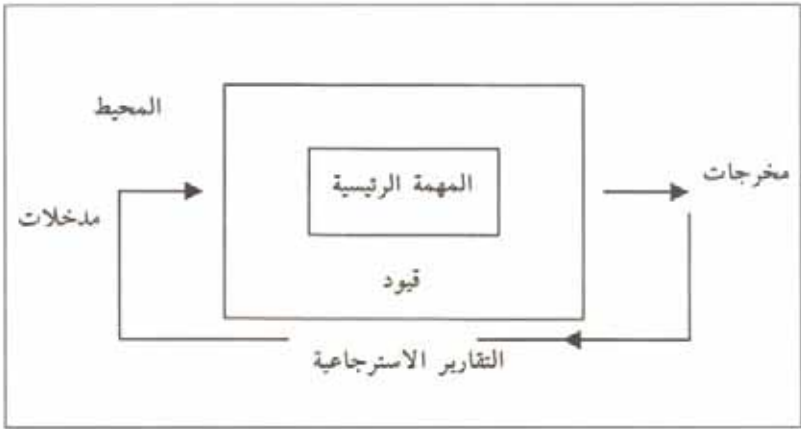 المحيط
المهمة الرئيسية
مخرجات
مدخلات
قيود
التقارير الاسترجاعية